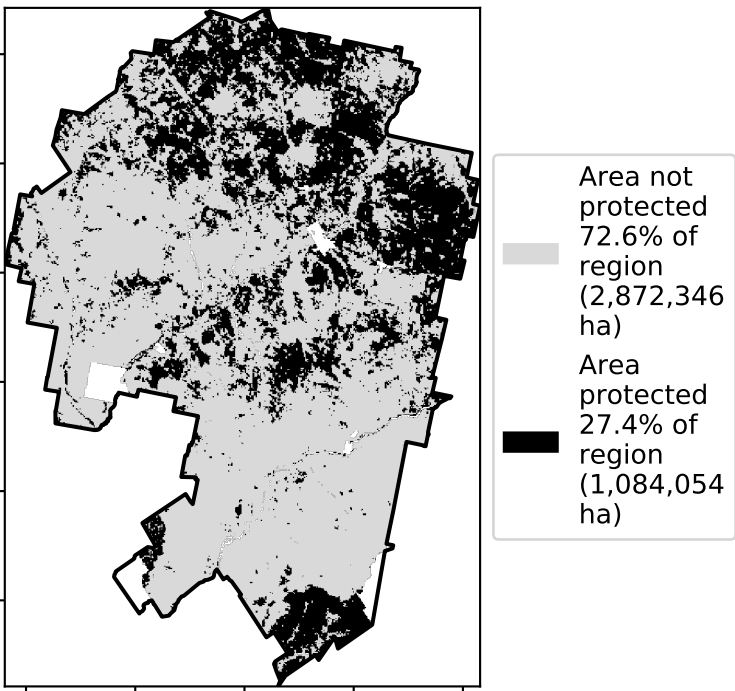 Area not
protected
72.6% of
region
(2,872,346
ha)
Area
protected
27.4% of
region
(1,084,054
ha)